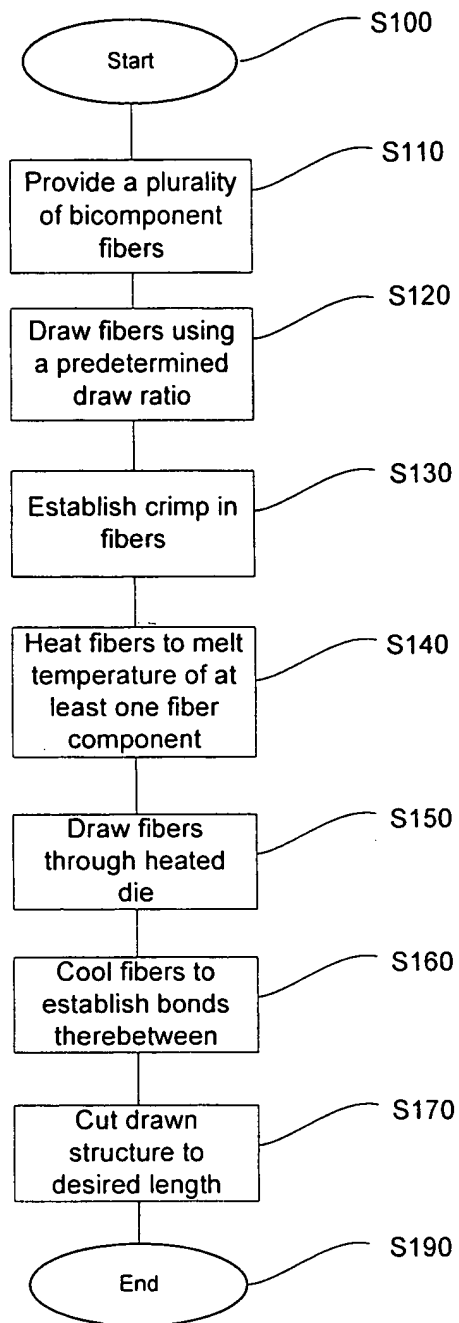 S100
Start
S110
Provide a plurality
of bicomponent
fibers
S120
Draw fibers using
a predetermined
draw ratio
S130
Establish crimp in
fibers
S140
Heat fibers to melt
temperature of at
least one fiber
component
S150
Draw fibers
through heated
die
S160
Cool fibers to
establish bonds
therebetween
S170
Cut drawn
structure to
desired length
S190
End